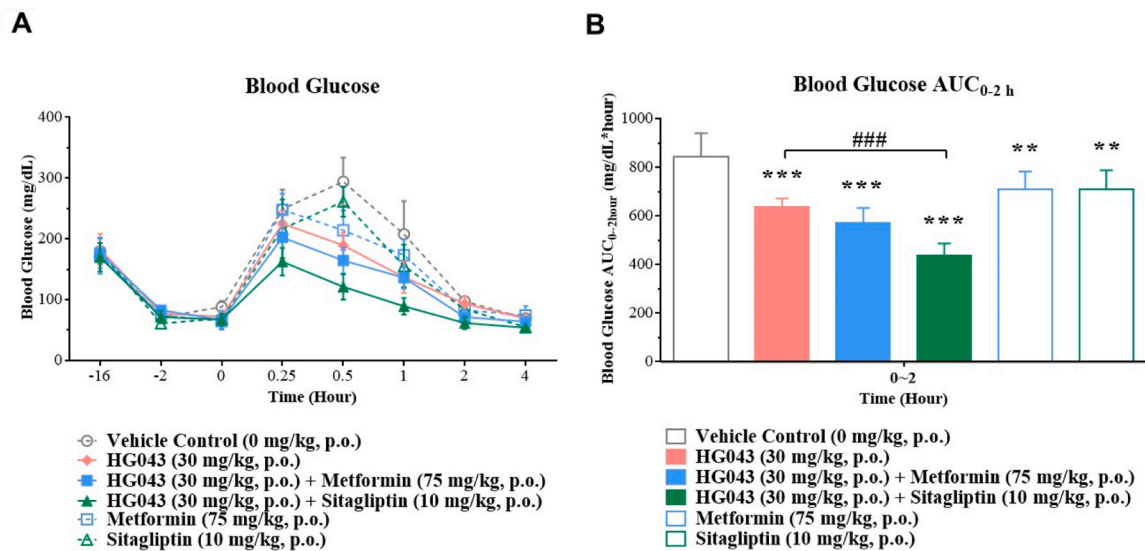 A
Blood Glucose
Blood Glucose (mg/dL)
400
300
200
100
0
-16
-2
0
0.25
0.5
1
2
4
Time (Hour)
Vehicle Control (0 mg/kg, p.o.)
HG043 (30 mg/kg, p.o.)
HG043 (30 mg/kg, p.o.) + Metformin (75 mg/kg, p.o.)
HG043 (30 mg/kg, p.o.) + Sitagliptin (10 mg/kg, p.o.)
Metformin (75 mg/kg, p.o.)
Sitagliptin (10 mg/kg, p.o.)
B
Blood Glucose AUC0-2 h
Blood Glucose AUC0-2hour (mg/dL*hour)
1000
800
600
400
200
0
###
***
***
***
**
**
0~2
Time (Hour)
Vehicle Control (0 mg/kg, p.o.)
HG043 (30 mg/kg, p.o.)
HG043 (30 mg/kg, p.o.) + Metformin (75 mg/kg, p.o.)
HG043 (30 mg/kg, p.o.) + Sitagliptin (10 mg/kg, p.o.)
Metformin (75 mg/kg, p.o.)
Sitagliptin (10 mg/kg, p.o.)